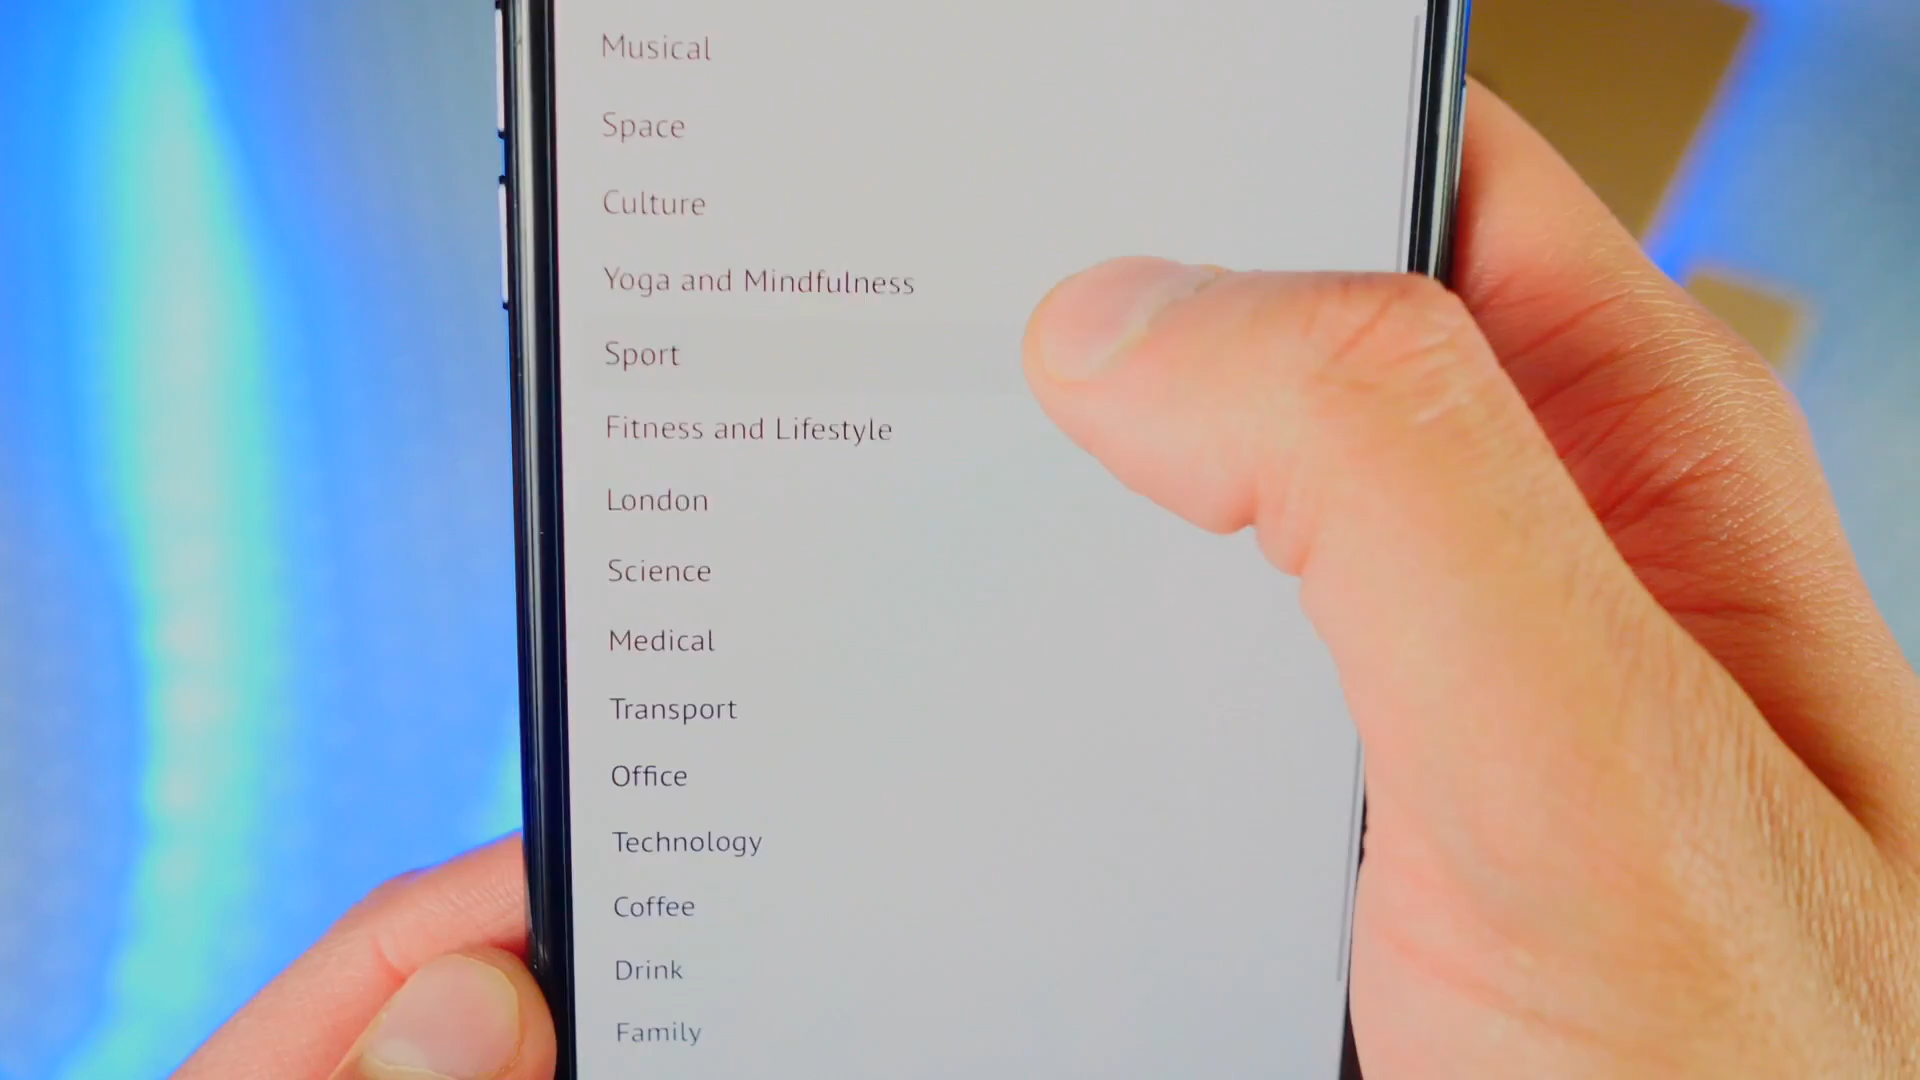 Musical
Space
Culture
Yoga and Mindfulness
Sport
Fitness and Lifestyle
London
Science
Medical
Transport
Office
Technology
Coffee
Drink
Family